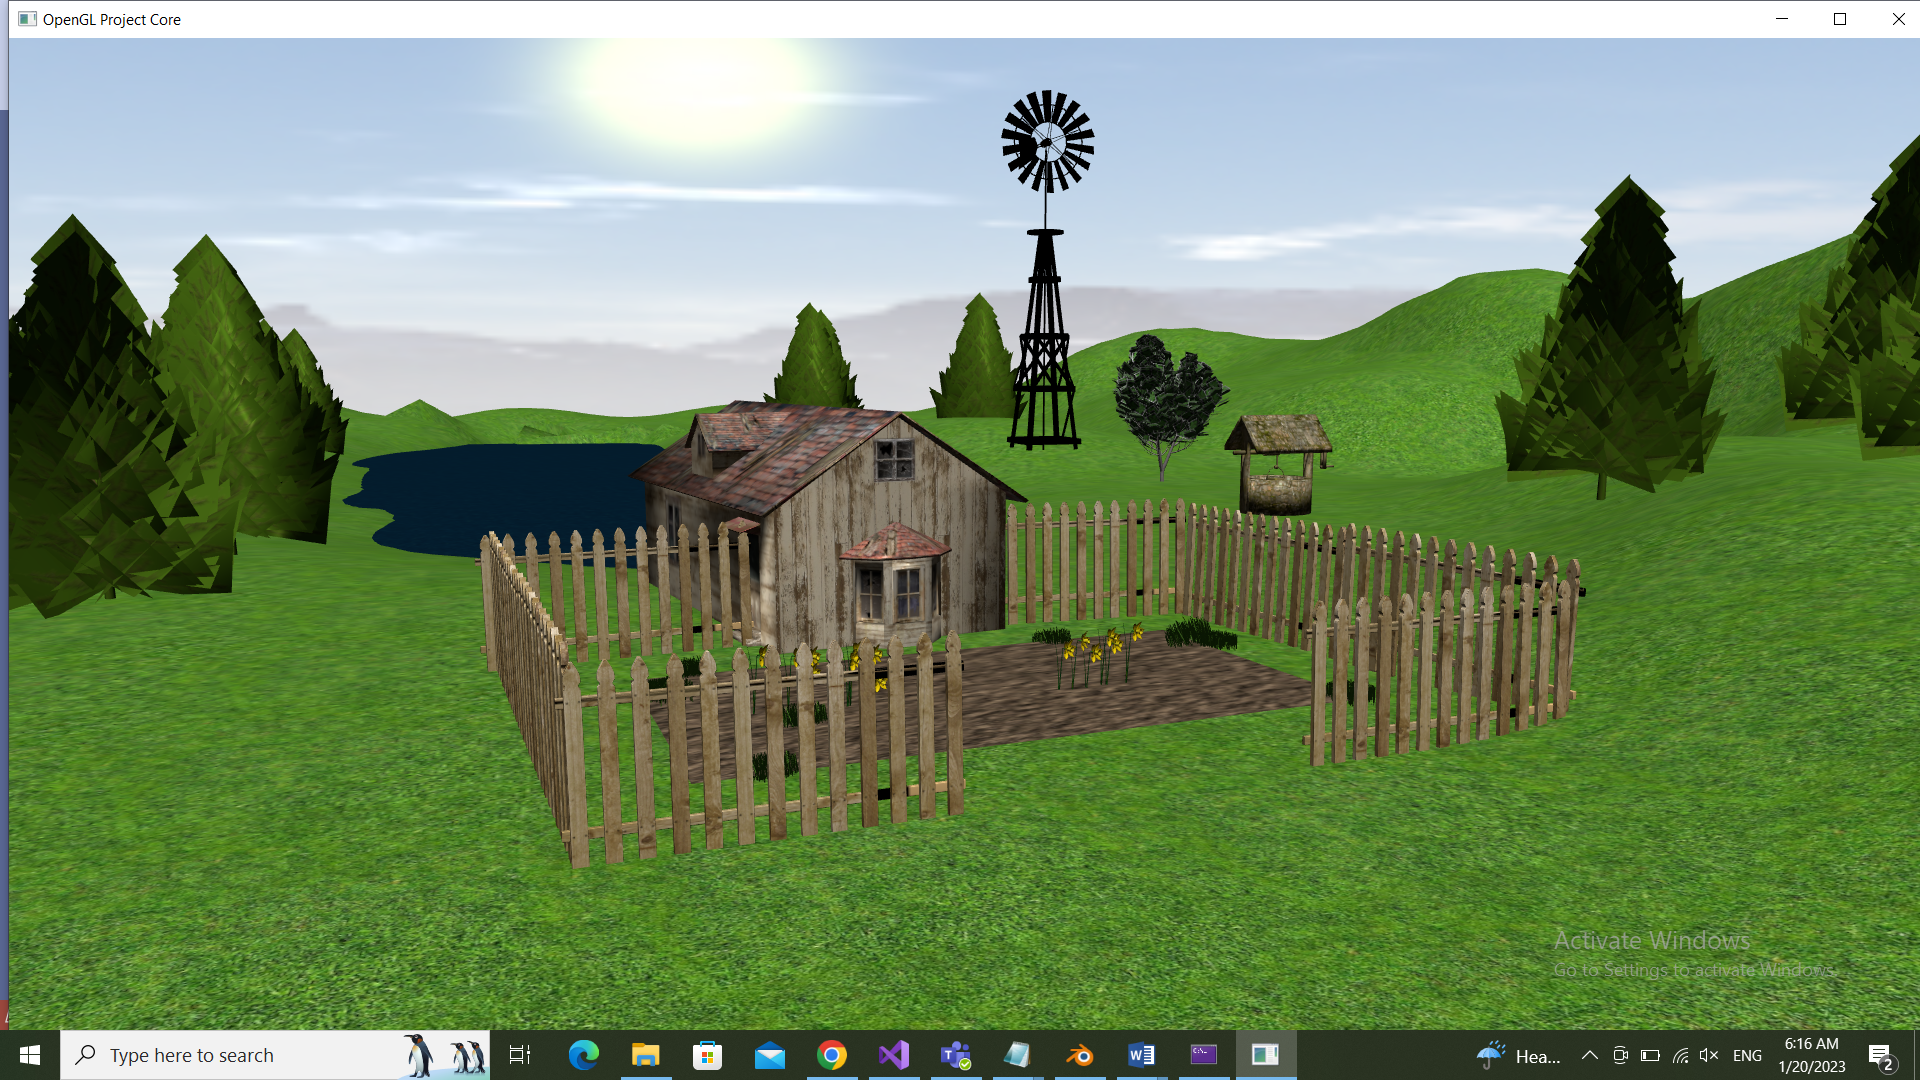 OpenGL Project Core
Activate Windows
Go to Settings to activate Windows.
Type here to search
Hea...
ENG
6:16 AM
1/20/2023
2